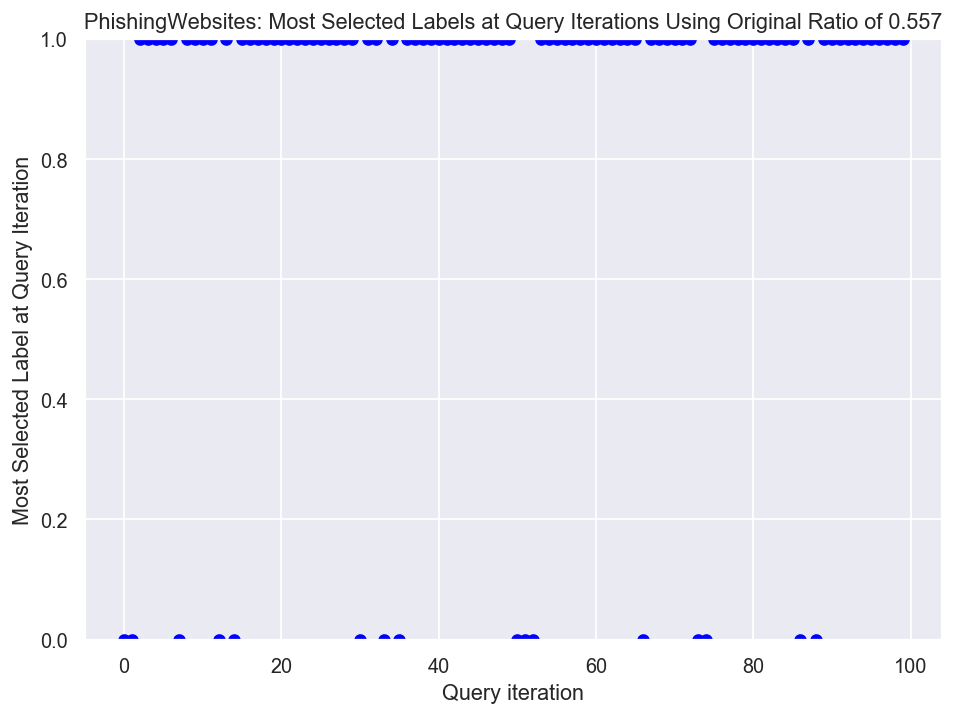 PhishingWebsites: Most Selected Labels at Query Iterations Using Original Ratio of 0.557
Most Selected Label at Query Iteration
1.0
0.8
0.6
0.4
0.2
0.0
0 20 40 60 80 100
Query iteration